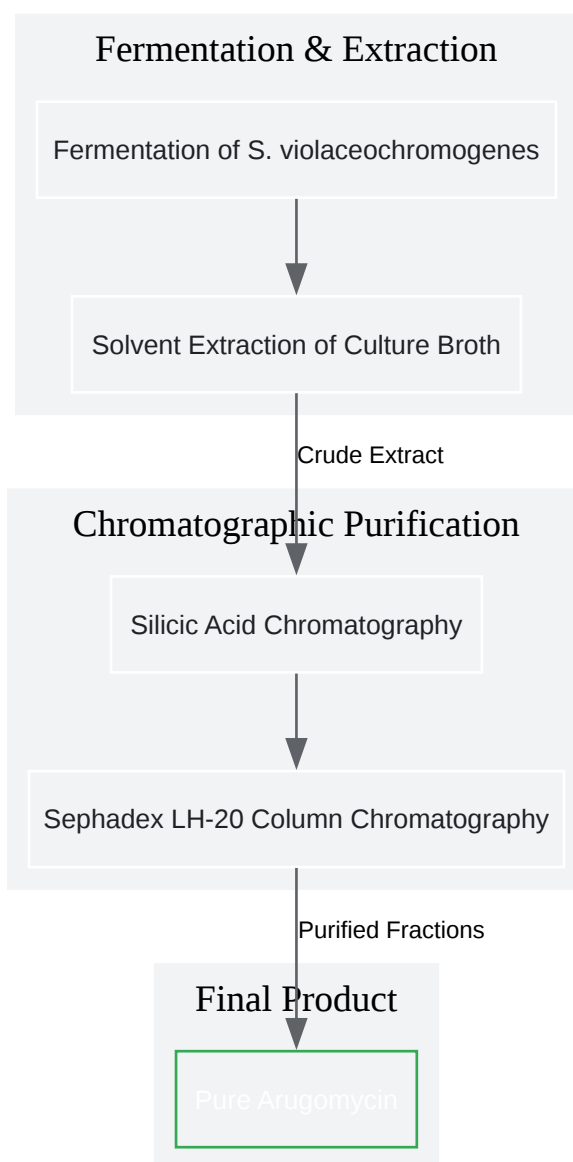 Fermentation & Extraction
Fermentation of S. violaceochromogenes
Solvent Extraction of Culture Broth
Crude Extract
Chromatographic Purification
Silicic Acid Chromatography
Sephadex LH-20 Column Chromatography
Purified Fractions
Final Product
Pure Arugomycin